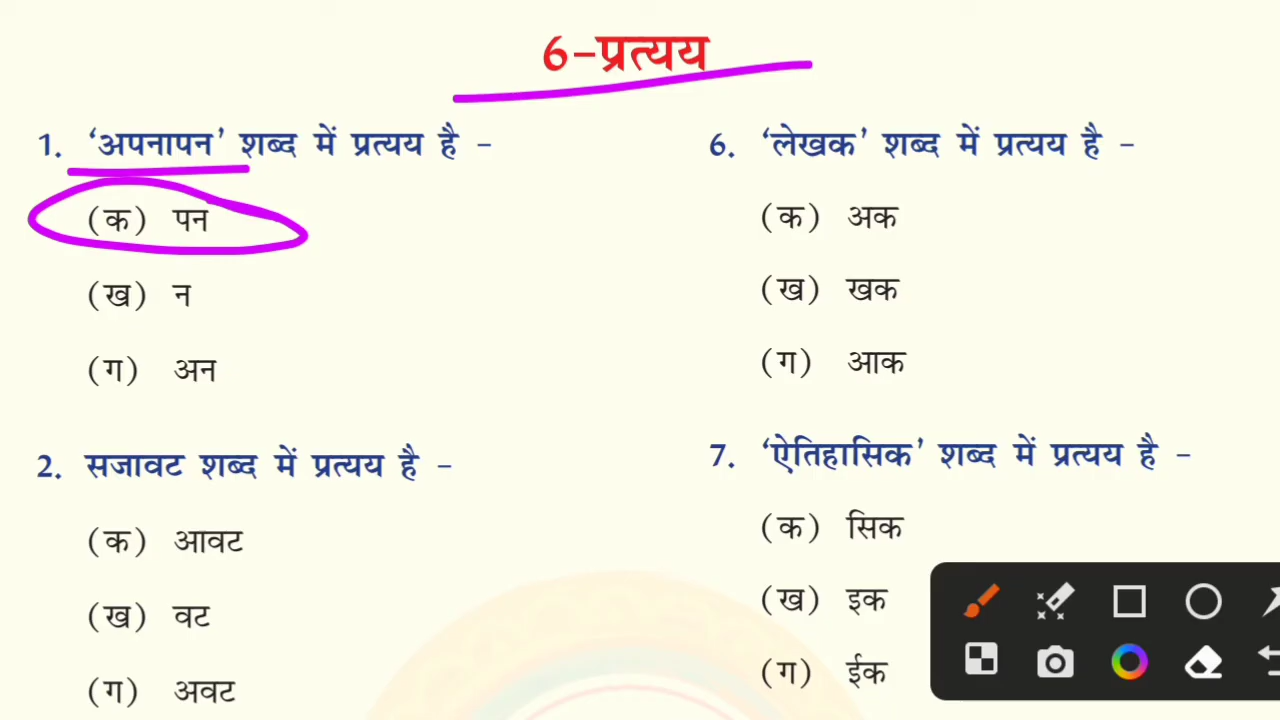 6-प्रत्यय
1. ‘अपनापन’ शब्द में प्रत्यय है -
(क) पन
(ख) न
(ग) अन
2. सजावट शब्द में प्रत्यय है -
(क) आवट
(ख) वट
(ग) अवट
6. ‘लेखक’ शब्द में प्रत्यय है -
(क) अक
(ख) खक
(ग) आक
7. ‘ऐतिहासिक’ शब्द में प्रत्यय है -
(क) सिक
(ख) इक
(ग) ईक